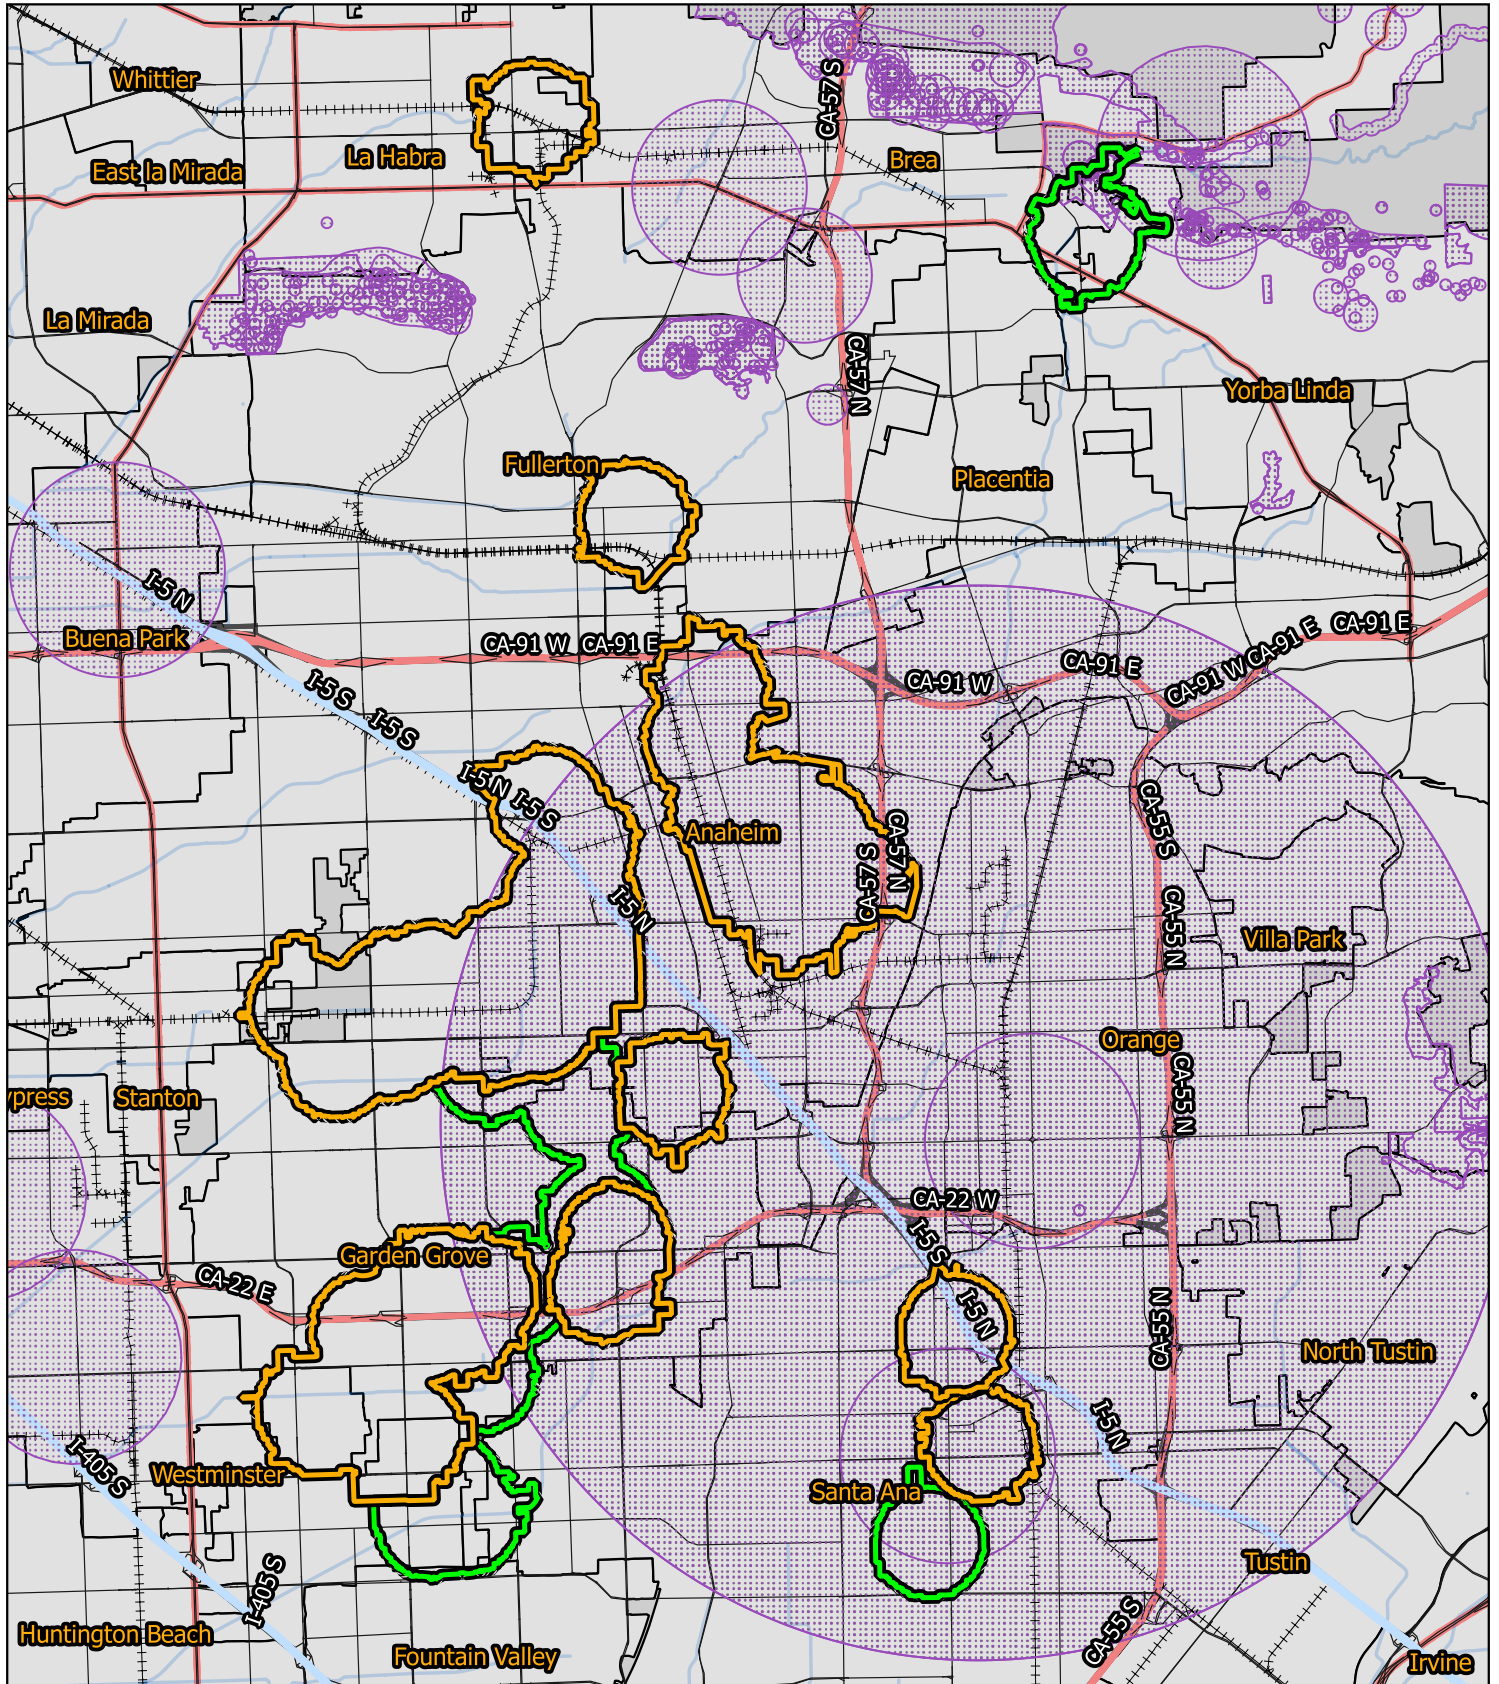 Whittier
CA-57 S
La Habra
East la Mirada
Brea
La Mirada
CA-57 N
Yorba Linda
Fullerton
Placentia
I-5 N
Buena Park
CA-91 W
CA-91 E
CA-91 E
CA-91 W
CA-91 E
CA-91 W
CA-91 E
I-5 S
I-5 S
I-5 N
I-5 S
Anaheim
CA-57 N
CA-57 S
CA-55 S
I-5 N
CA-55 N
Villa Park
Orange
ypress
Stanton
CA-55 N
CA-22 W
Garden Grove
I-5 S
CA-22 E
I-5 N
CA-55 N
North Tustin
I-5 N
I-405 S
Westminster
Santa Ana
Tustin
I-405 S
CA-55 S
Huntington Beach
Fountain Valley
Irvine